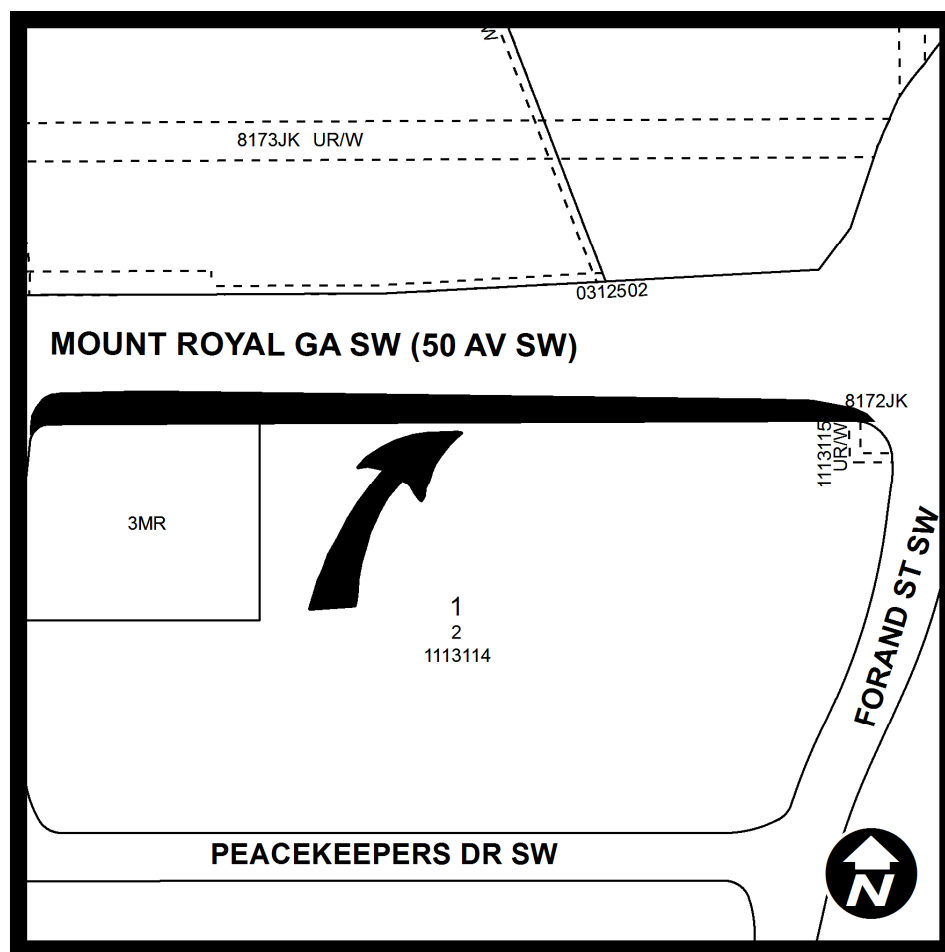 8173JK UR/W
0312502
MOUNT ROYAL GA SW (50 AV SW)
8172JK
1113115
UR/W
3MR
1
2
1113114
FORAND ST SW
PEACEKEEPERS DR SW
N